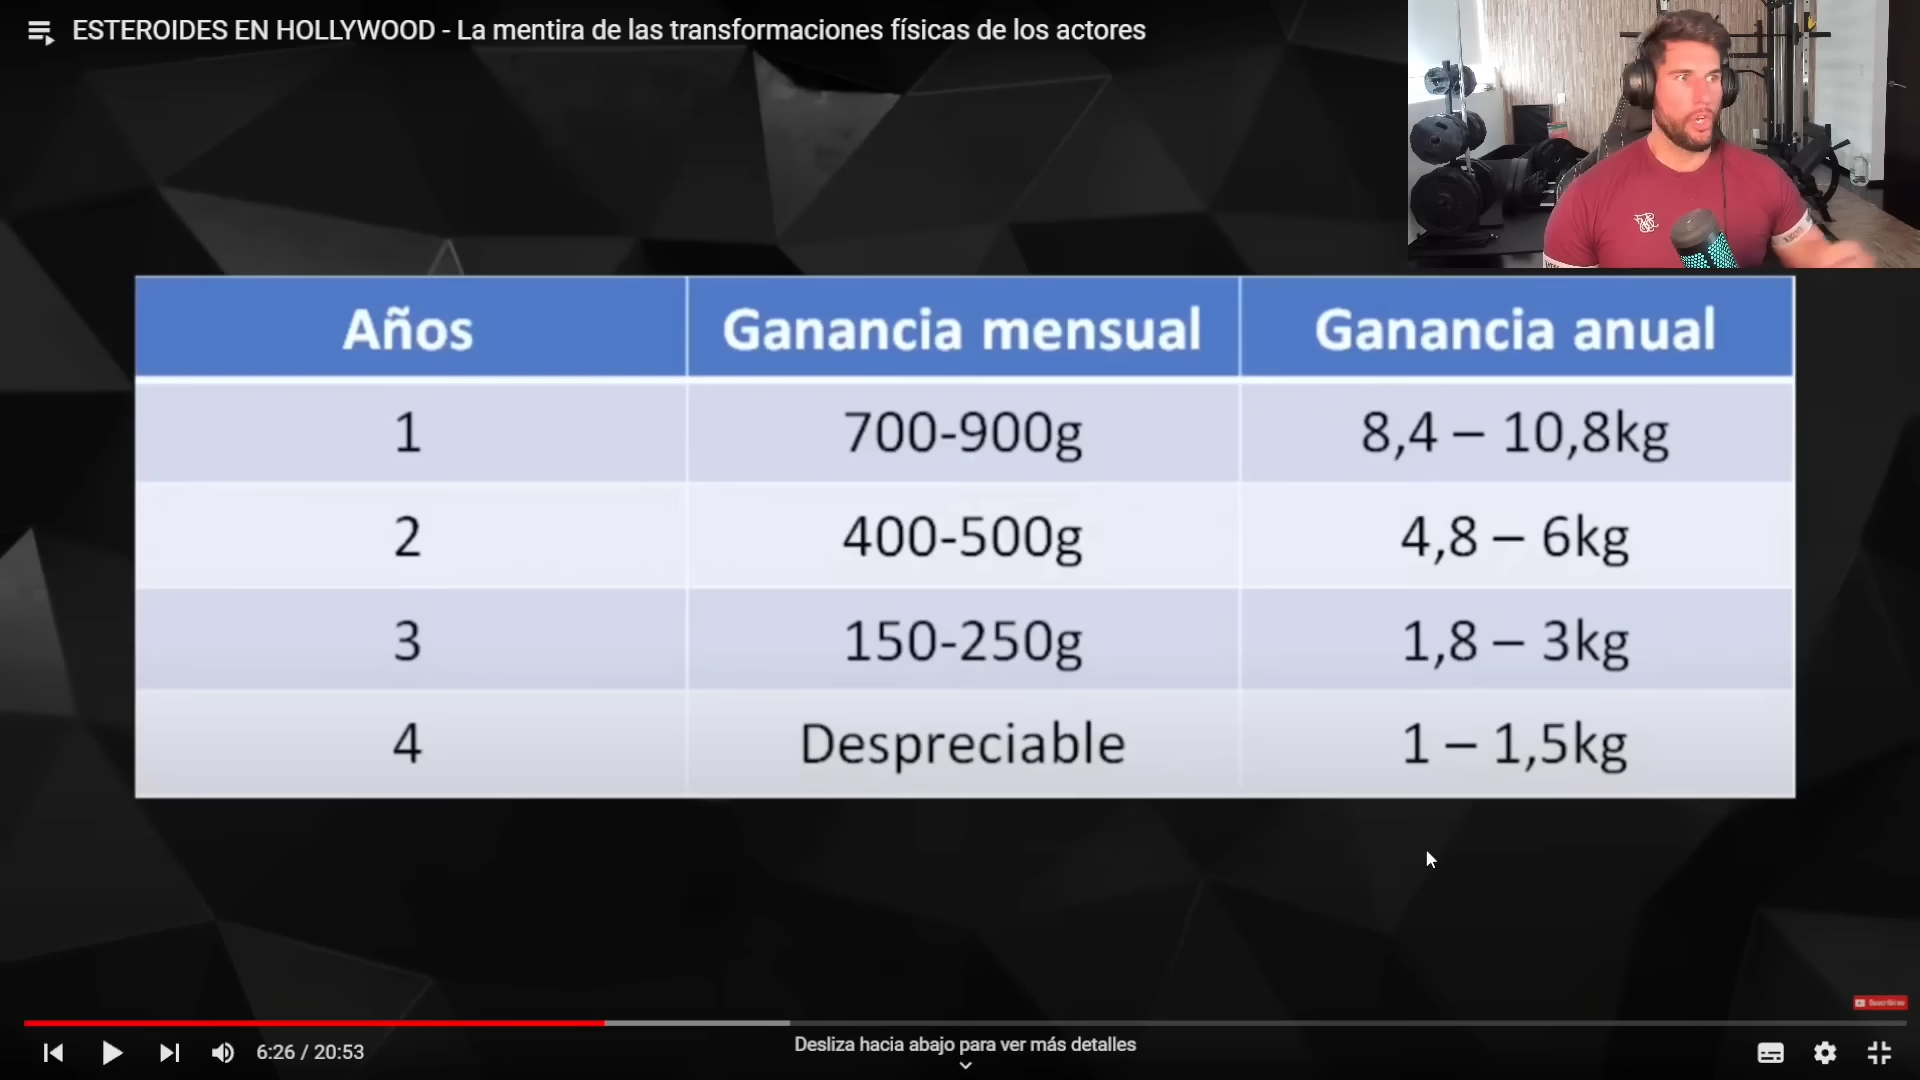 ESTEROIDES EN HOLLYWOOD - La mentira de las transformaciones físicas de los actores
Años Ganancia mensual Ganancia anual
1 700-900g 8,4 – 10,8kg
2 400-500g 4,8 – 6kg
3 150-250g 1,8 – 3kg
4 Despreciable 1 – 1,5kg
6:26 / 20:53
Desliza hacia abajo para ver más detalles